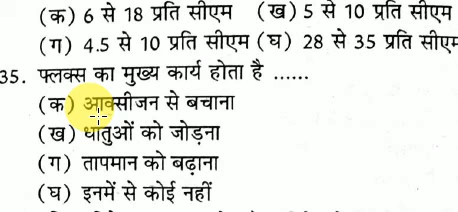 (क) 6 से 18 प्रति सीएम (ख) 5 से 10 प्रति सीएम
(ग) 4.5 से 10 प्रति सीएम (घ) 28 से 35 प्रति सीएम
35. फ्लक्स का मुख्य कार्य होता है ......
(क) आक्सीजन से बचाना
(ख) धातुओं को जोड़ना
(ग) तापमान को बढ़ाना
(घ) इनमें से कोई नहीं